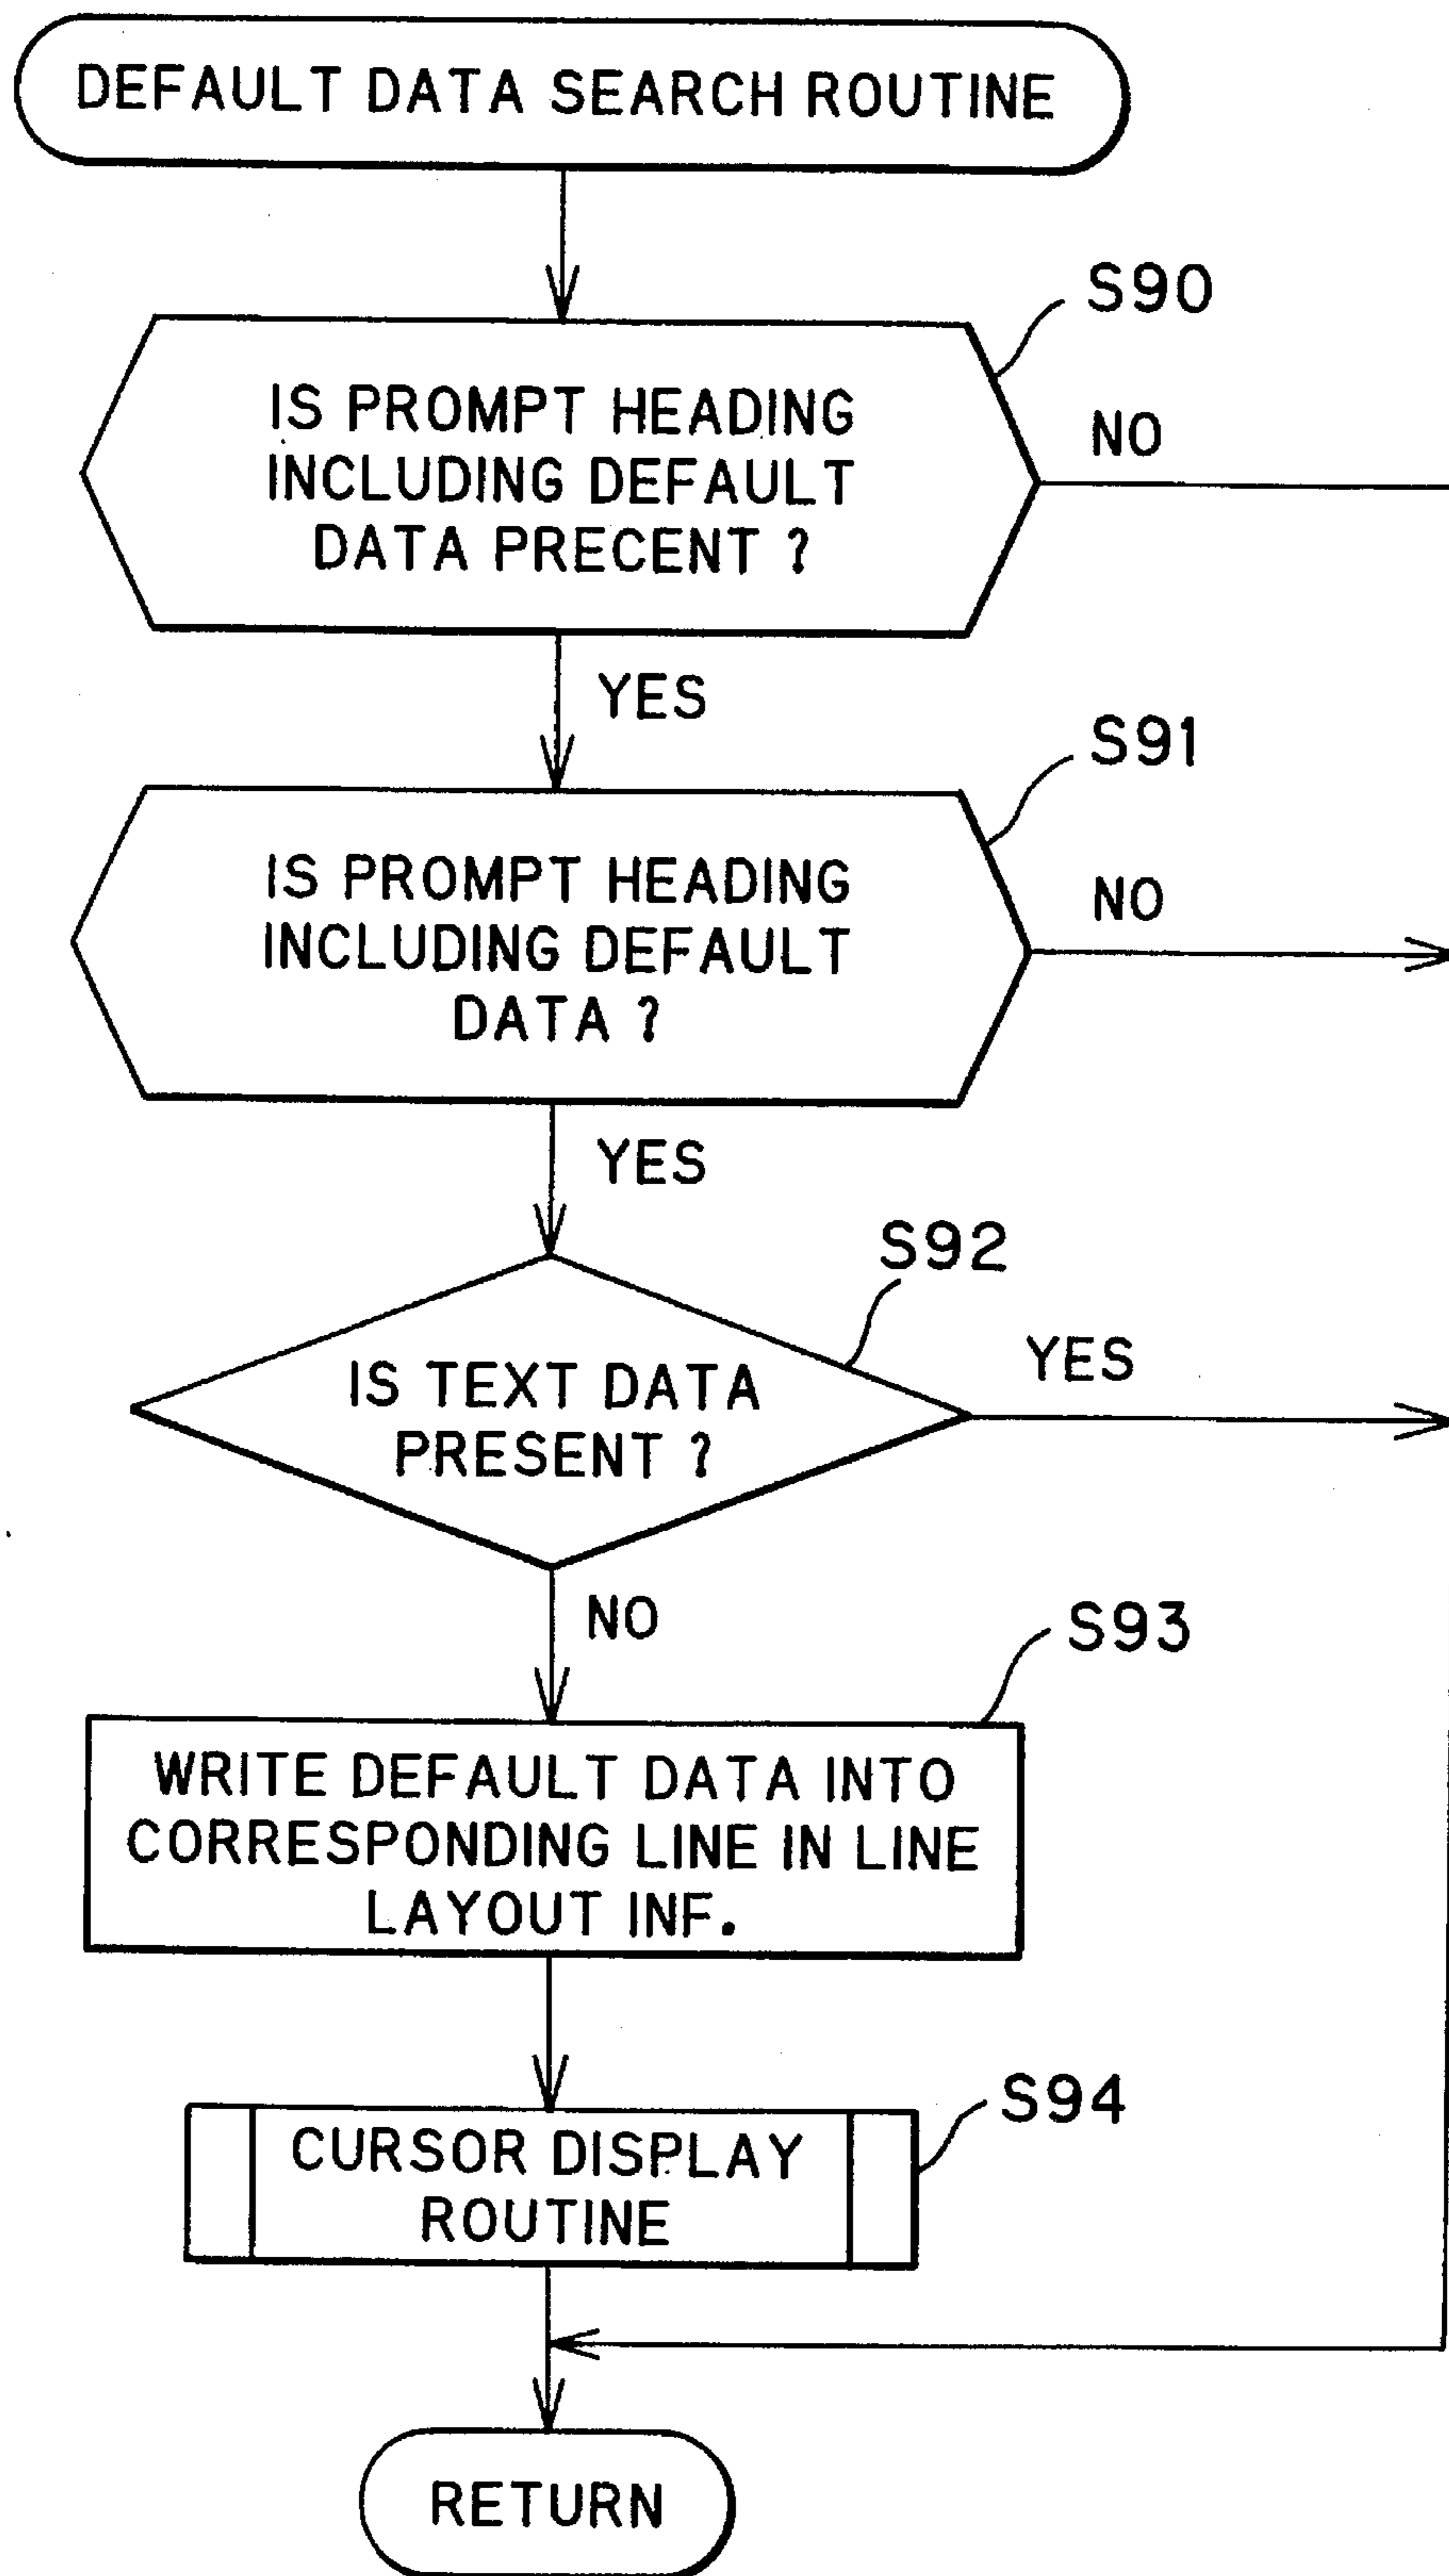 DEFAULT DATA SEARCH ROUTINE
S90
IS PROMPT HEADING
INCLUDING DEFAULT
DATA PRECENT ?
NO
YES
S91
IS PROMPT HEADING
INCLUDING DEFAULT
DATA ?
NO
YES
S92
IS TEXT DATA
PRESENT ?
YES
NO
S93
WRITE DEFAULT DATA INTO
CORRESPONDING LINE IN LINE
LAYOUT INF.
S94
CURSOR DISPLAY
ROUTINE
RETURN